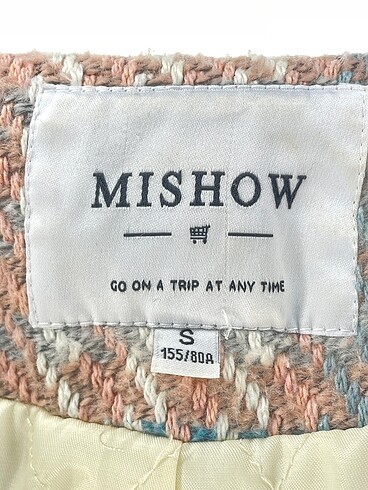 MISHOW
GO ON A TRIP AT ANY TIME
S
155/80A